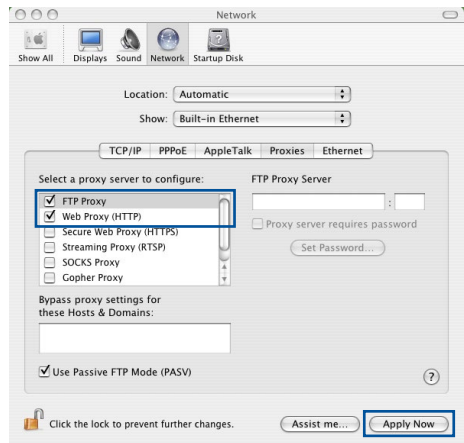 Network
Show All
Displays
Sound
Network
Startup Disk
Location: Automatic
Show: Built-in Ethernet
TCP/IP
PPPoE
AppleTalk
Proxies
Ethernet
Select a proxy server to configure:
FTP Proxy
Web Proxy (HTTP)
Secure Web Proxy (HTTPS)
Streaming Proxy (RTSP)
SOCKS Proxy
Gopher Proxy
FTP Proxy Server
:
Proxy server requires password
Set Password...
Bypass proxy settings for
these Hosts & Domains:
Use Passive FTP Mode (PASV)
?
Click the lock to prevent further changes.
Assist me...
Apply Now